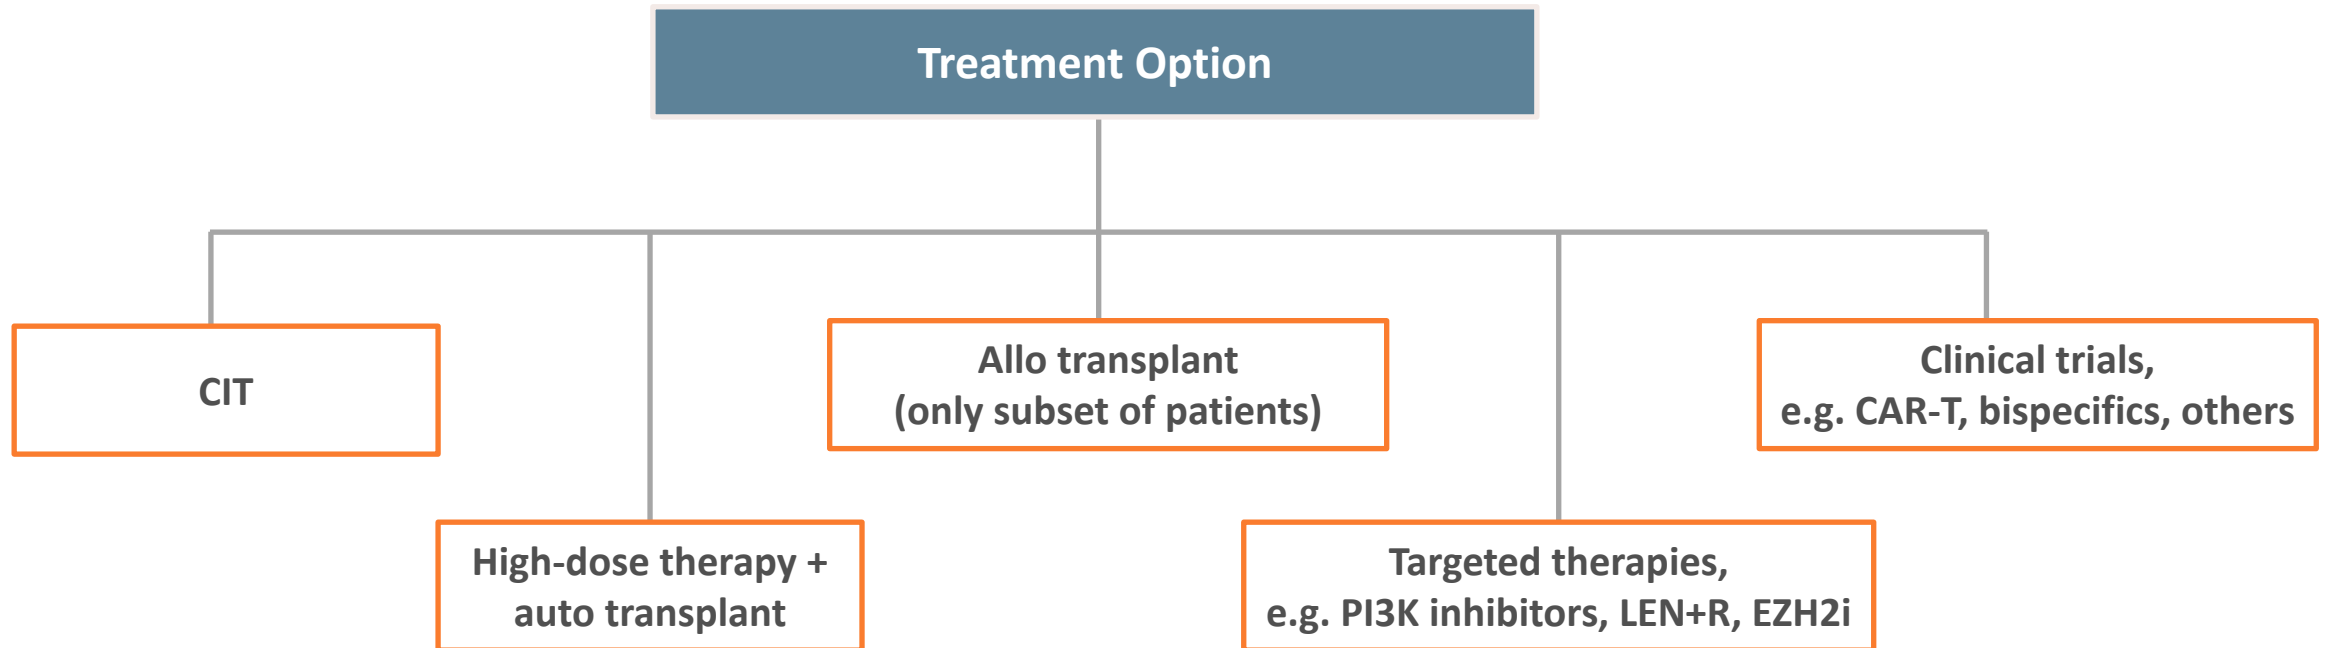 Treatment Option
CIT
High-dose therapy +
auto transplant
Allo transplant
(only subset of patients)
Targeted therapies,
e.g. PI3K inhibitors, LEN+R, EZH2i
Clinical trials,
e.g. CAR-T, bispecifics, others